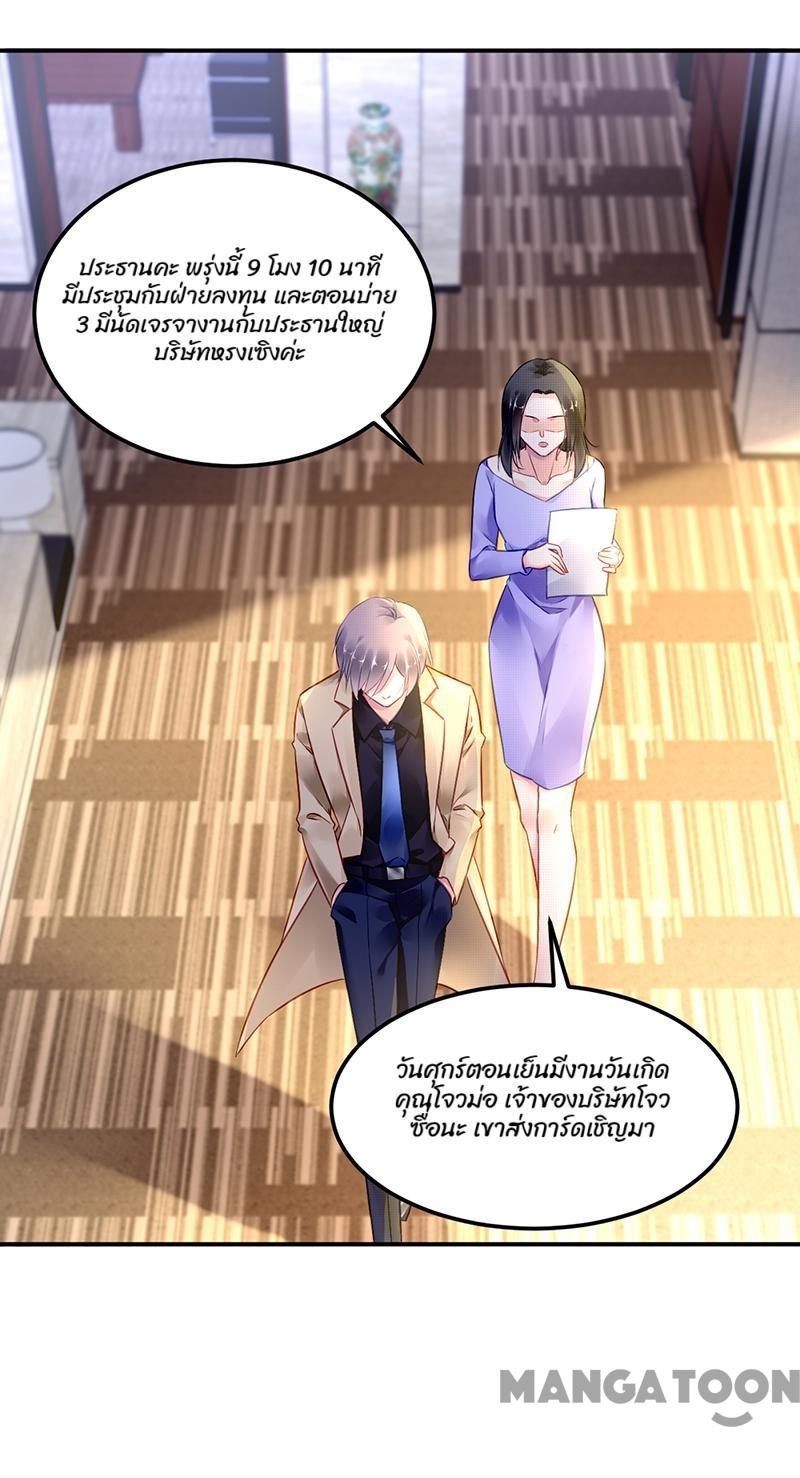 ประธานคะ พรุ่งนี้ 9 โมง 10 นาที
มีประชุมกับฝ่ายลงทุน และตอนบ่าย
3 มีนัดเจรจางานกับประธานใหญ่
บริษัทหรงเซิงค่ะ
วันศุกร์ตอนเย็นมีงานวันเกิด
คุณโจวม่อ เจ้าของบริษัทโจว
ซื่อนะ เขาส่งการ์ดเชิญมา
MANGATOON